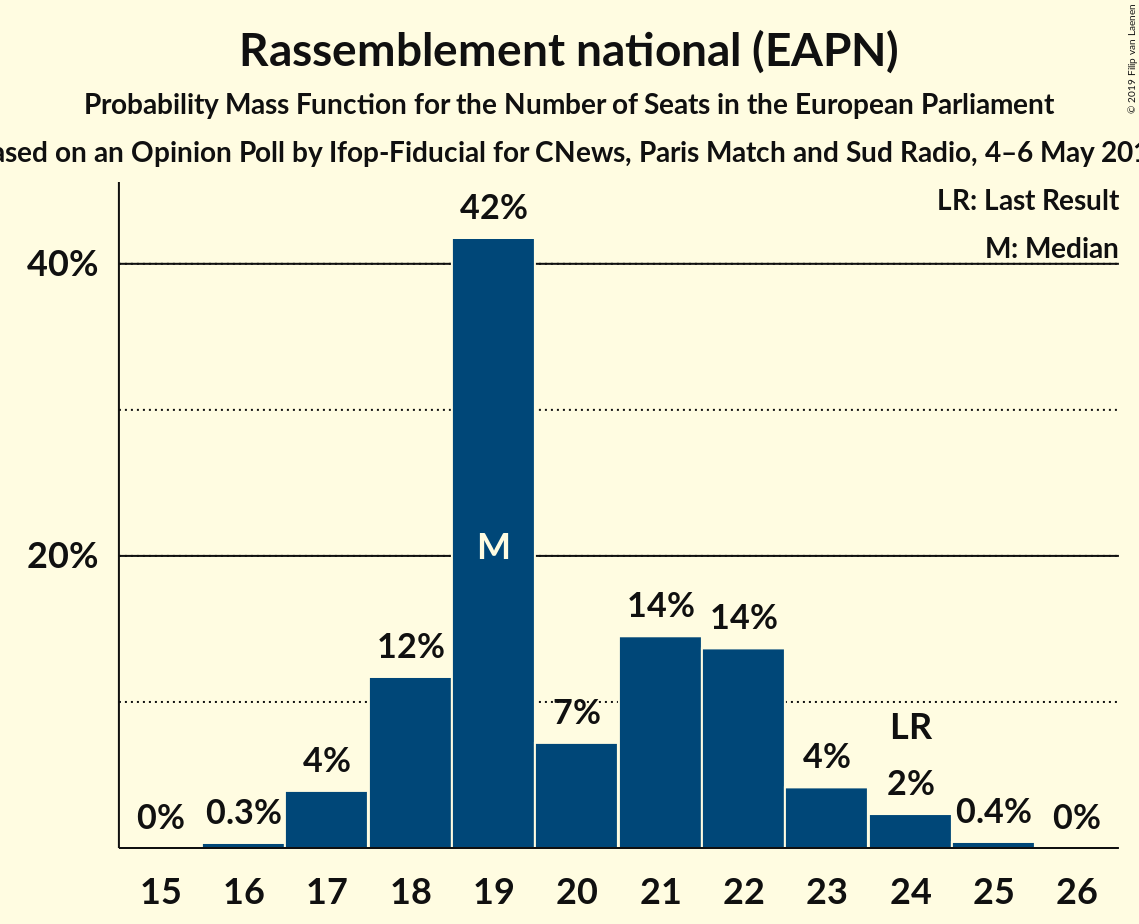 Rassemblement national (EAPN)
Probability Mass Function for the Number of Seats in the European Parliament
on an Opinion Poll by Ifop-Fiducial for CNews, Paris Match and Sud Radio, 4–6 May
© 2019 Filip van Laenen
LR: Last Result
M: Median
40%
20%
0%
0.3%
4%
12%
42%
M
7%
14%
14%
4%
LR
2%
0.4%
0%
15 16 17 18 19 20 21 22 23 24 25 26